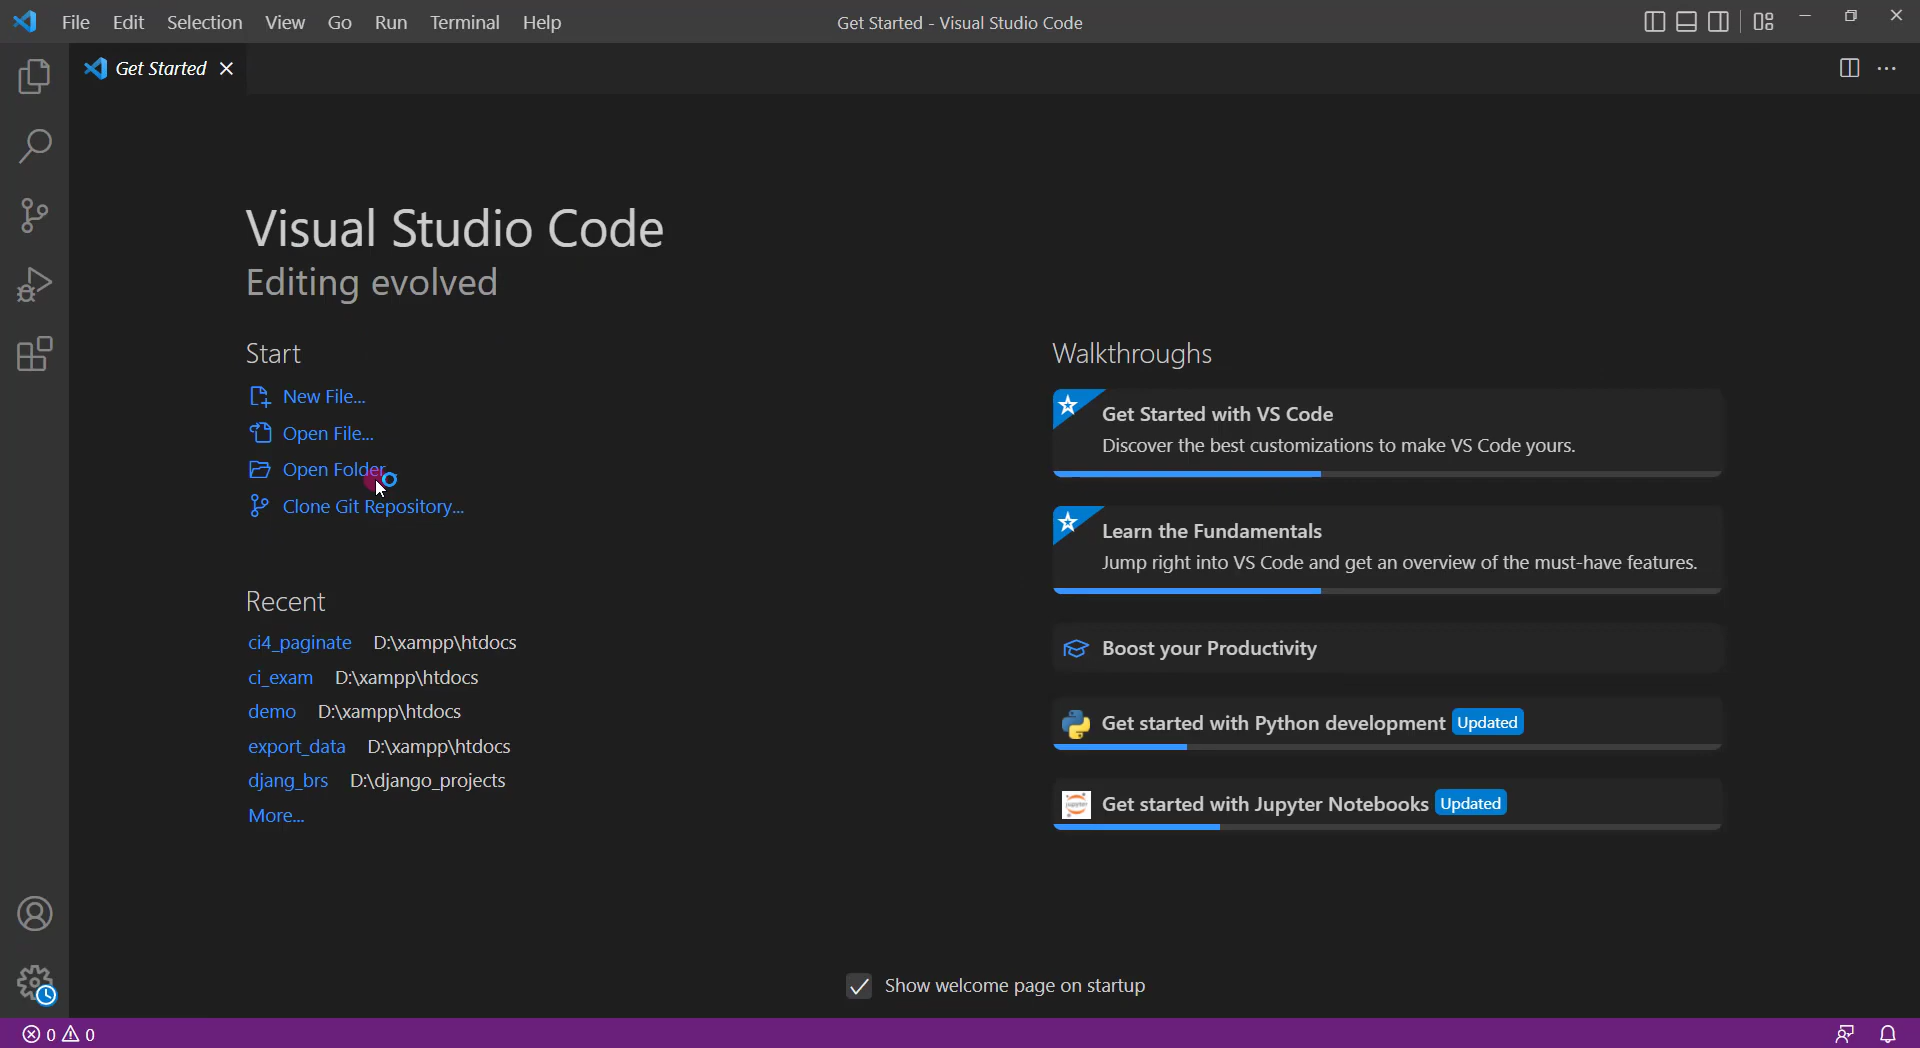 File Edit Selection View Go Run Terminal Help
Get Started - Visual Studio Code
Get Started
Visual Studio Code
Editing evolved
Start
New File...
Open File...
Open Folder...
Clone Git Repository...
Recent
ci4_paginate D:\xampp\htdocs
ci_exam D:\xampp\htdocs
demo D:\xampp\htdocs
export_data D:\xampp\htdocs
djang_brs D:\django_projects
More...
Walkthroughs
Get Started with VS Code
Discover the best customizations to make VS Code yours.
Learn the Fundamentals
Jump right into VS Code and get an overview of the must-have features.
Boost your Productivity
Get started with Python development Updated
Get started with Jupyter Notebooks Updated
Show welcome page on startup
0 0